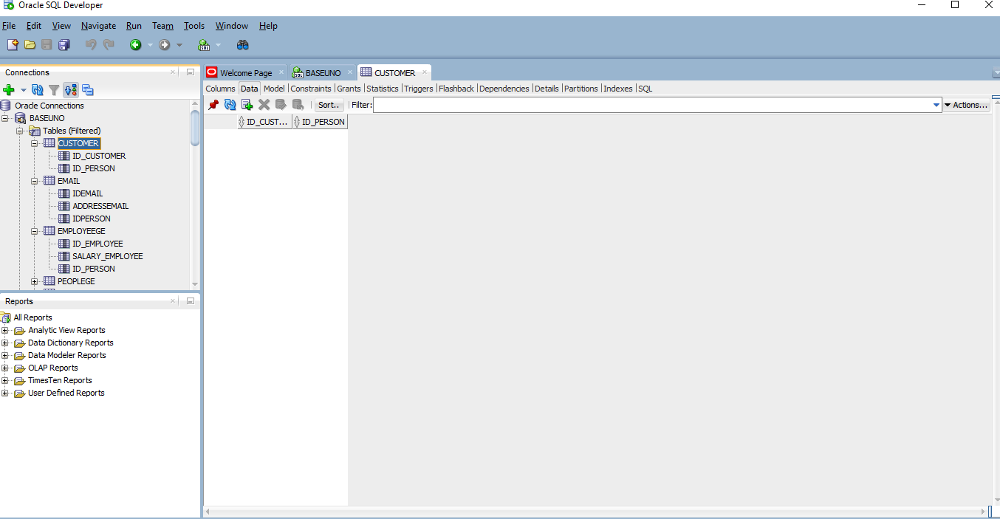 Oracle SQL Developer
File Edit View Navigate Run Team Tools Window Help
SQL
Connections
Oracle Connections
BASEUNO
Tables (Filtered)
CUSTOMER
ID_CUSTOMER
ID_PERSON
EMAIL
IDEMAIL
ADDRESSEMAIL
IDPERSON
EMPLOYEEGE
ID_EMPLOYEE
SALARY_EMPLOYEE
ID_PERSON
PEOPLEGE
Reports
All Reports
Analytic View Reports
Data Dictionary Reports
Data Modeler Reports
OLAP Reports
TimesTen Reports
User Defined Reports
Welcome Page BASEUNO CUSTOMER
Columns Data Model Constraints Grants Statistics Triggers Flashback Dependencies Details Partitions Indexes SQL
Sort.. Filter: Actions...
ID_CUST... ID_PERSON